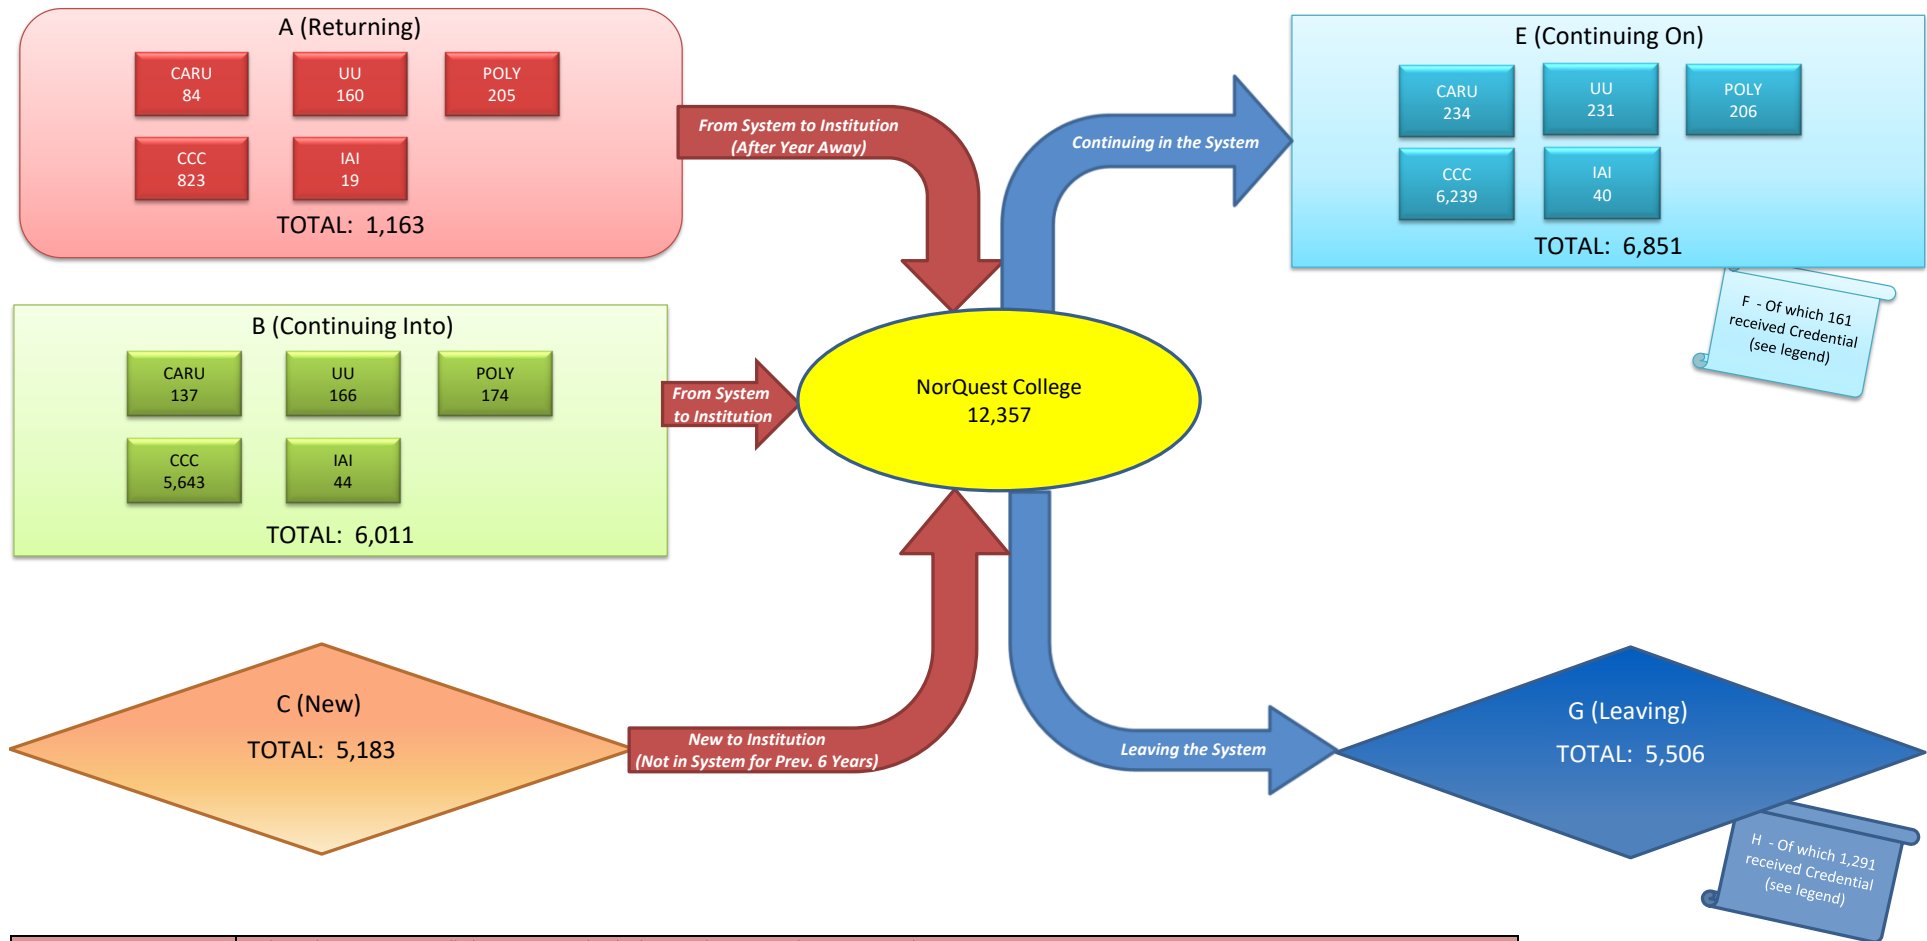 A (Returning)
CARU
84
UU
160
POLY
205
CCC
823
IAI
19
TOTAL: 1,163
From System to Institution
(After Year Away)
B (Continuing Into)
CARU
137
UU
166
POLY
174
CCC
5,643
IAI
44
TOTAL: 6,011
From System
to Institution
C (New)
TOTAL: 5,183
New to Institution
(Not in System for Prev. 6 Years)
NorQuest College
12,357
Continuing in the System
E (Continuing On)
CARU
234
UU
231
POLY
206
CCC
6,239
IAI
40
TOTAL: 6,851
F - Of which 161
received Credential
(see legend)
Leaving the System
G (Leaving)
TOTAL: 5,506
H - Of which 1,291
received Credential
(see legend)